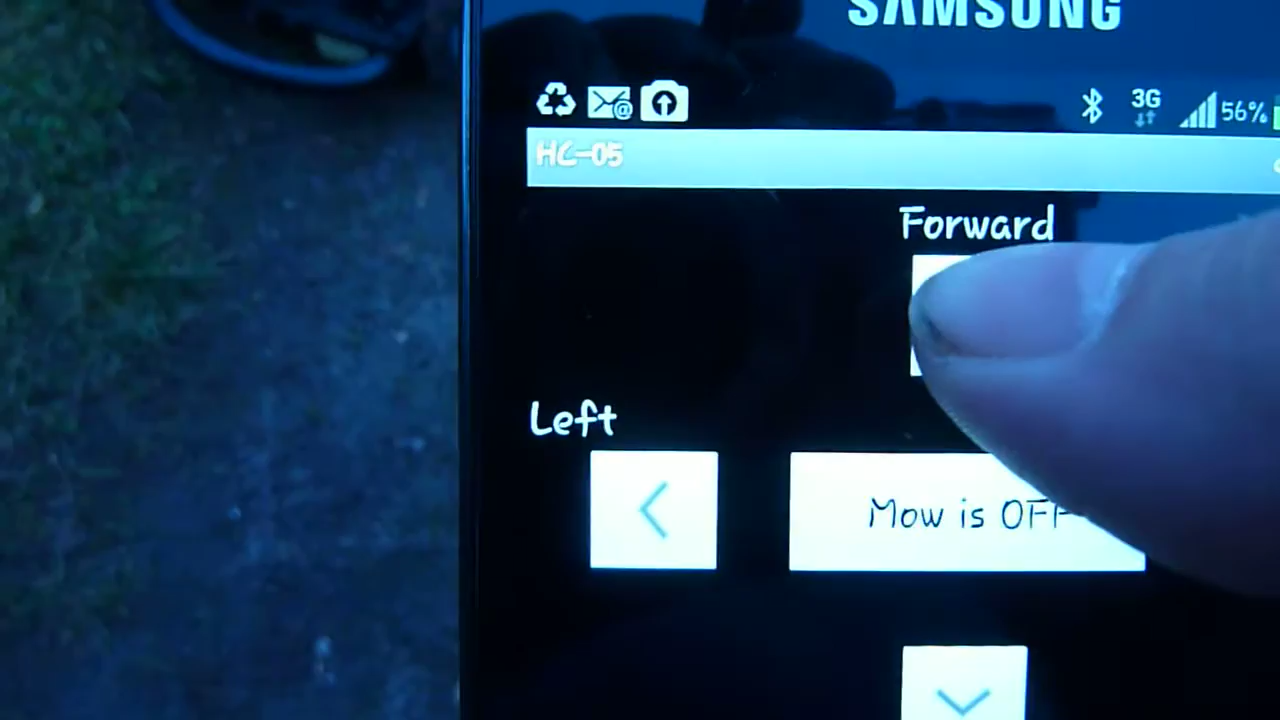 SAMSUNG
3G 56%
HC-05
Forward
Left
Mow is OFF